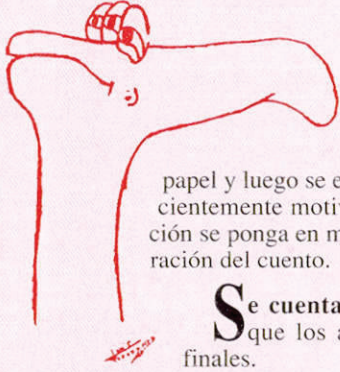 papel y luego se e
cientemente motiv
ción se ponga en m
ración del cuento.
Se cuenta
que los a
finales.